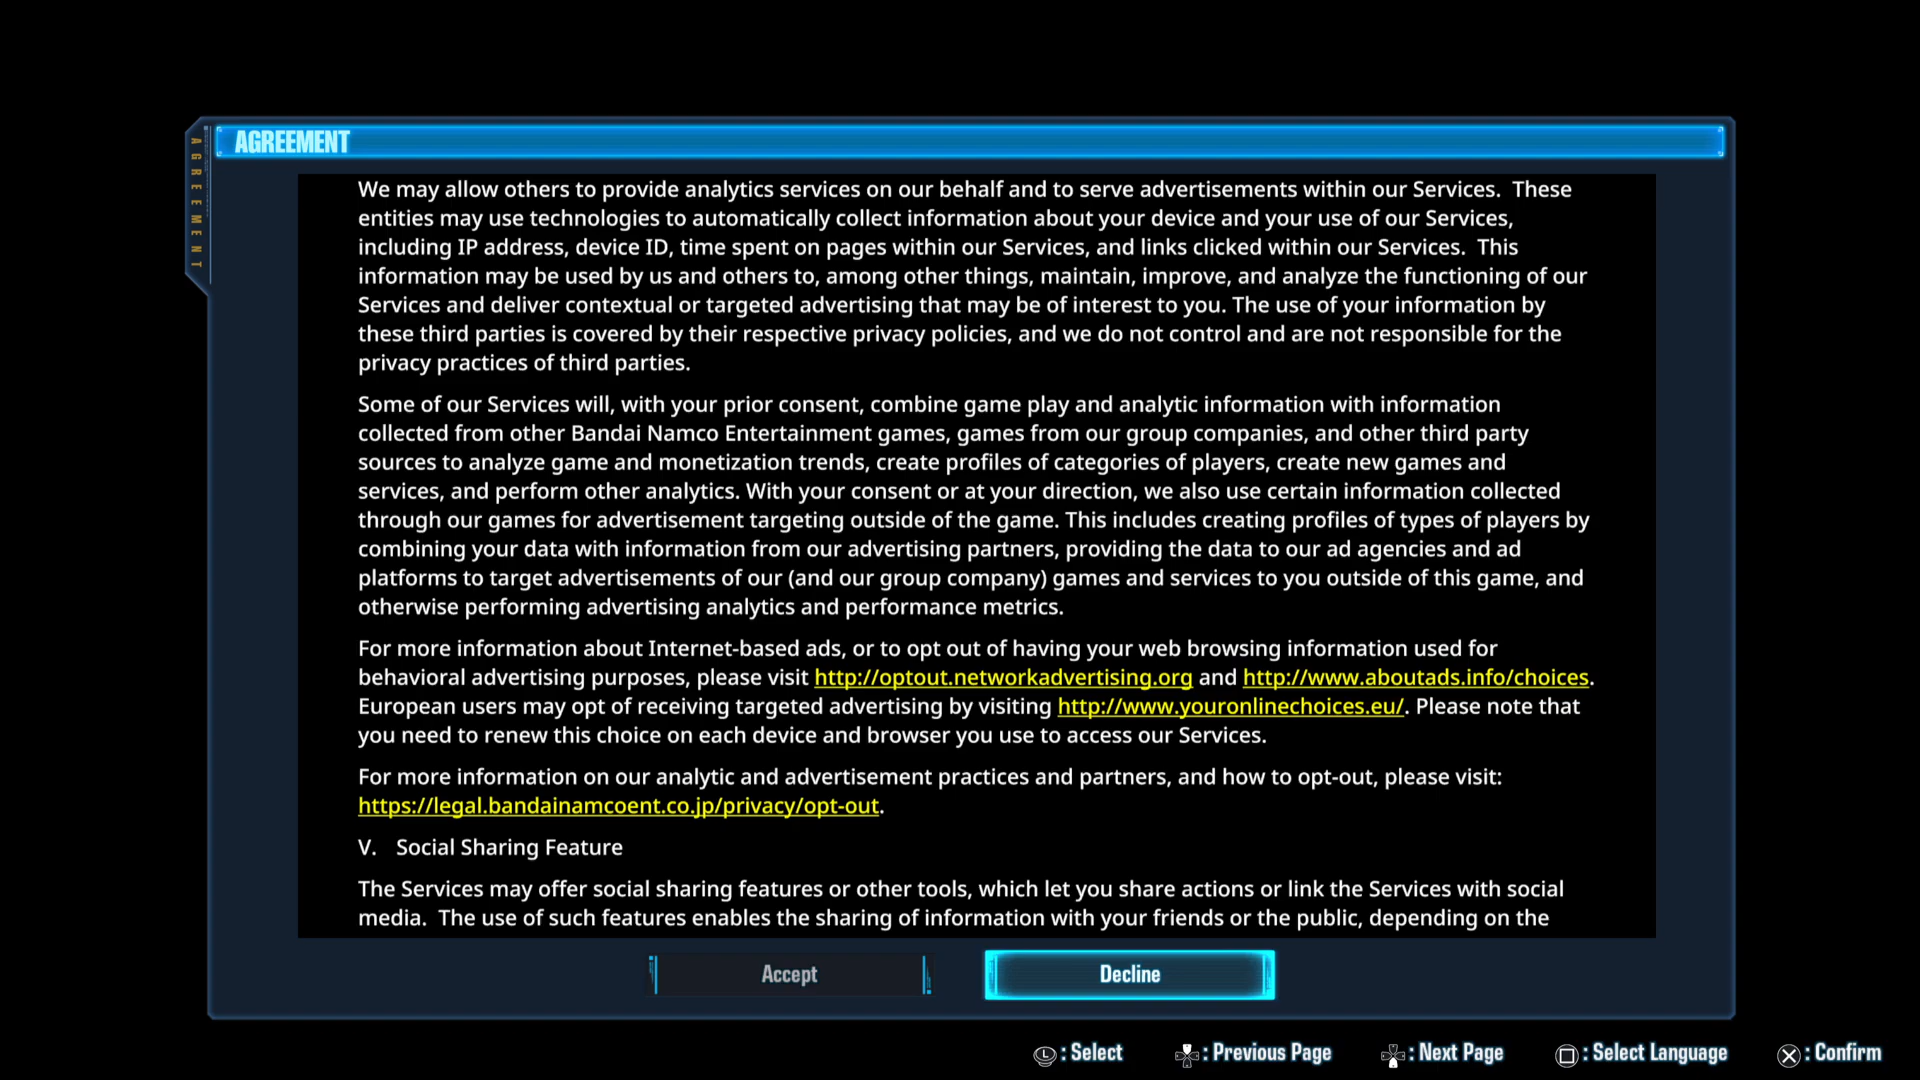 AGREEMENT
AGREEMENT
We may allow others to provide analytics services on our behalf and to serve advertisements within our Services.  These
entities may use technologies to automatically collect information about your device and your use of our Services,
including IP address, device ID, time spent on pages within our Services, and links clicked within our Services.  This
information may be used by us and others to, among other things, maintain, improve, and analyze the functioning of our
Services and deliver contextual or targeted advertising that may be of interest to you. The use of your information by
these third parties is covered by their respective privacy policies, and we do not control and are not responsible for the
privacy practices of third parties.
Some of our Services will, with your prior consent, combine game play and analytic information with information
collected from other Bandai Namco Entertainment games, games from our group companies, and other third party
sources to analyze game and monetization trends, create profiles of categories of players, create new games and
services, and perform other analytics. With your consent or at your direction, we also use certain information collected
through our games for advertisement targeting outside of the game. This includes creating profiles of types of players by
combining your data with information from our advertising partners, providing the data to our ad agencies and ad
platforms to target advertisements of our (and our group company) games and services to you outside of this game, and
otherwise performing advertising analytics and performance metrics.
For more information about Internet-based ads, or to opt out of having your web browsing information used for
behavioral advertising purposes, please visit http://optout.networkadvertising.org and http://www.aboutads.info/choices.
European users may opt of receiving targeted advertising by visiting http://www.youronlinechoices.eu/. Please note that
you need to renew this choice on each device and browser you use to access our Services.
For more information on our analytic and advertisement practices and partners, and how to opt-out, please visit:
https://legal.bandainamcoent.co.jp/privacy/opt-out.
V.   Social Sharing Feature
The Services may offer social sharing features or other tools, which let you share actions or link the Services with social
media.  The use of such features enables the sharing of information with your friends or the public, depending on the
Accept
Decline
L : Select
: Previous Page
: Next Page
: Select Language
: Confirm